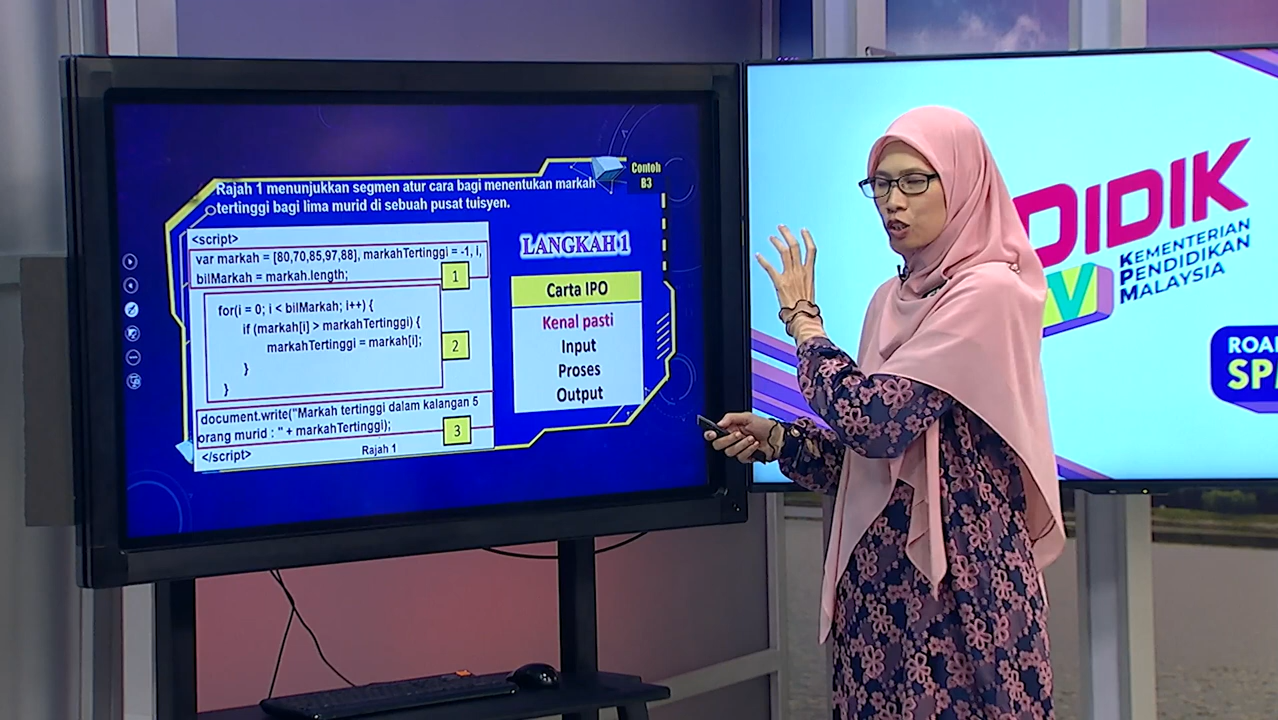 Contoh
B3
Rajah 1 menunjukkan segmen atur cara bagi menentukan markah
tertinggi bagi lima murid di sebuah pusat tuisyen.
<script>
var markah = [80,70,85,97,88], markahTertinggi = -1, i,
bilMarkah = markah.length;
1
for(i = 0; i < bilMarkah; i++) {
if (markah[i] > markahTertinggi) {
markahTertinggi = markah[i];
}
}
2
document.write("Markah tertinggi dalam kalangan 5
orang murid : " + markahTertinggi);
3
</script>
Rajah 1
LANGKAH 1
Carta IPO
Kenal pasti
Input
Proses
Output
DIDIK
TV
KEMENTERIAN
PENDIDIKAN
MALAYSIA